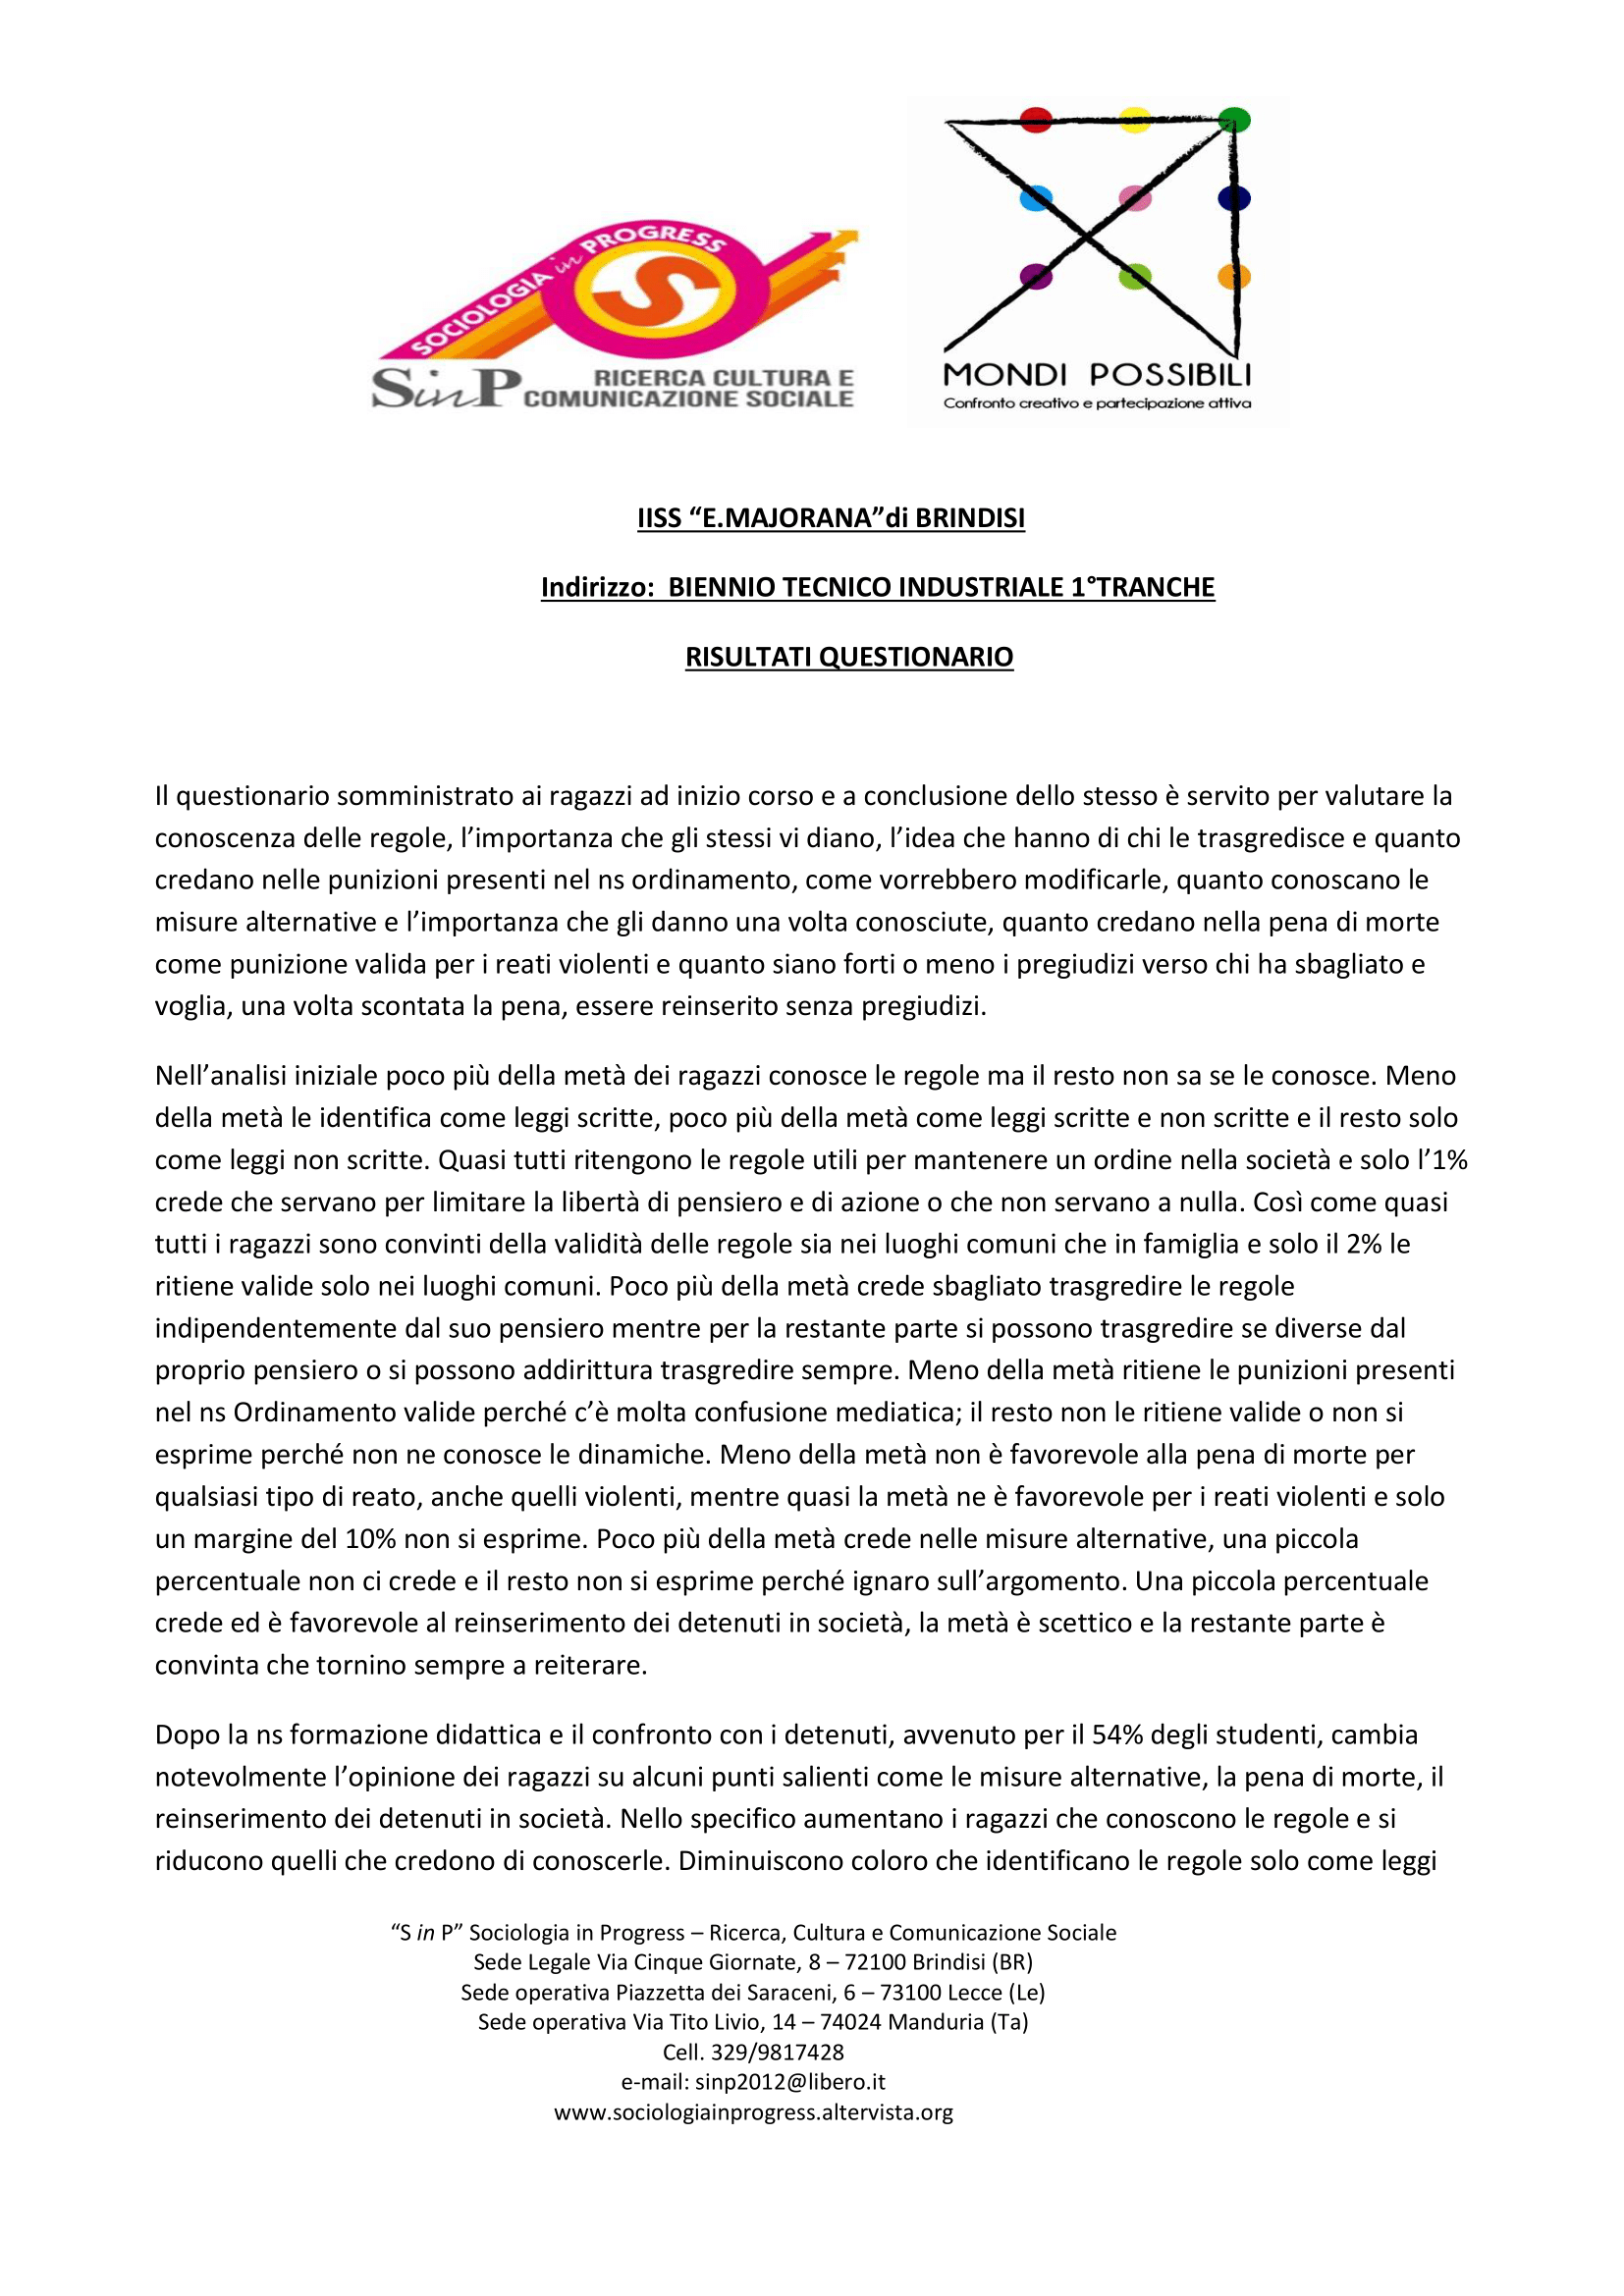 SOCIOLOGIA in PROGRESS
S
SinP RICERCA CULTURA E
COMUNICAZIONE SOCIALE
MONDI POSSIBILI
Confronto creativo e partecipazione attiva
IISS “E.MAJORANA”di BRINDISI
Indirizzo:  BIENNIO TECNICO INDUSTRIALE 1°TRANCHE
RISULTATI QUESTIONARIO
Il questionario somministrato ai ragazzi ad inizio corso e a conclusione dello stesso è servito per valutare la
conoscenza delle regole, l’importanza che gli stessi vi diano, l’idea che hanno di chi le trasgredisce e quanto
credano nelle punizioni presenti nel ns ordinamento, come vorrebbero modificarle, quanto conoscano le
misure alternative e l’importanza che gli danno una volta conosciute, quanto credano nella pena di morte
come punizione valida per i reati violenti e quanto siano forti o meno i pregiudizi verso chi ha sbagliato e
voglia, una volta scontata la pena, essere reinserito senza pregiudizi.
Nell’analisi iniziale poco più della metà dei ragazzi conosce le regole ma il resto non sa se le conosce. Meno
della metà le identifica come leggi scritte, poco più della metà come leggi scritte e non scritte e il resto solo
come leggi non scritte. Quasi tutti ritengono le regole utili per mantenere un ordine nella società e solo l’1%
crede che servano per limitare la libertà di pensiero e di azione o che non servano a nulla. Così come quasi
tutti i ragazzi sono convinti della validità delle regole sia nei luoghi comuni che in famiglia e solo il 2% le
ritiene valide solo nei luoghi comuni. Poco più della metà crede sbagliato trasgredire le regole
indipendentemente dal suo pensiero mentre per la restante parte si possono trasgredire se diverse dal
proprio pensiero o si possono addirittura trasgredire sempre. Meno della metà ritiene le punizioni presenti
nel ns Ordinamento valide perché c’è molta confusione mediatica; il resto non le ritiene valide o non si
esprime perché non ne conosce le dinamiche. Meno della metà non è favorevole alla pena di morte per
qualsiasi tipo di reato, anche quelli violenti, mentre quasi la metà ne è favorevole per i reati violenti e solo
un margine del 10% non si esprime. Poco più della metà crede nelle misure alternative, una piccola
percentuale non ci crede e il resto non si esprime perché ignaro sull’argomento. Una piccola percentuale
crede ed è favorevole al reinserimento dei detenuti in società, la metà è scettico e la restante parte è
convinta che tornino sempre a reiterare.
Dopo la ns formazione didattica e il confronto con i detenuti, avvenuto per il 54% degli studenti, cambia
notevolmente l’opinione dei ragazzi su alcuni punti salienti come le misure alternative, la pena di morte, il
reinserimento dei detenuti in società. Nello specifico aumentano i ragazzi che conoscono le regole e si
riducono quelli che credono di conoscerle. Diminuiscono coloro che identificano le regole solo come leggi
“S in P” Sociologia in Progress – Ricerca, Cultura e Comunicazione Sociale
Sede Legale Via Cinque Giornate, 8 – 72100 Brindisi (BR)
Sede operativa Piazzetta dei Saraceni, 6 – 73100 Lecce (Le)
Sede operativa Via Tito Livio, 14 – 74024 Manduria (Ta)
Cell. 329/9817428
e-mail: sinp2012@libero.it
www.sociologiainprogress.altervista.org